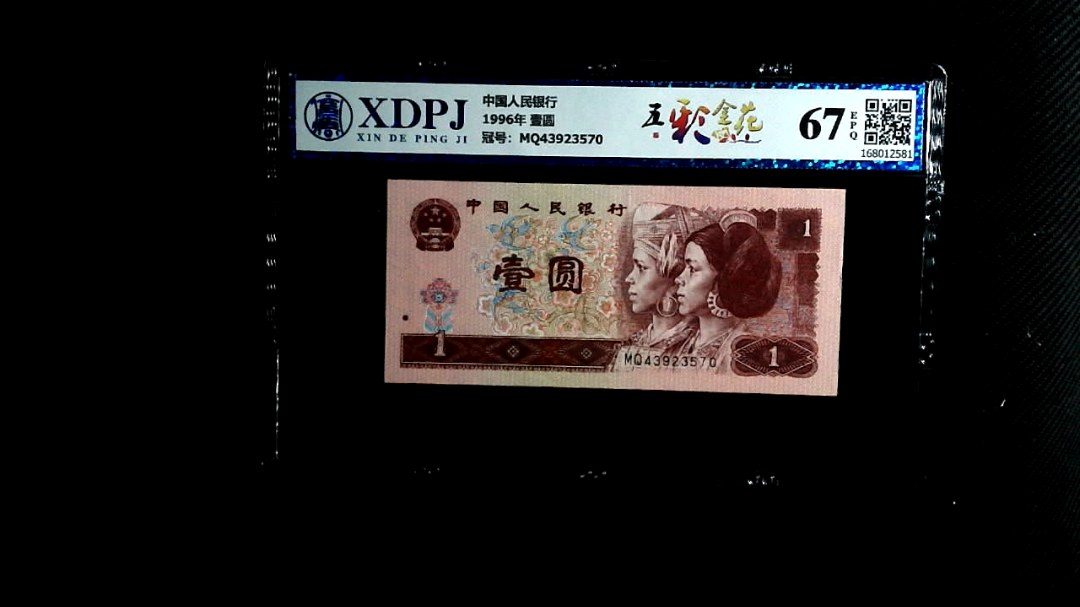 XDPJ
XIN DE PING JI
中国人民银行
1996年 壹圆
冠号：MQ43923570
五彩金花
67
EPQ
168012581
中国人民银行
1
壹圆
1
MQ43923570
1